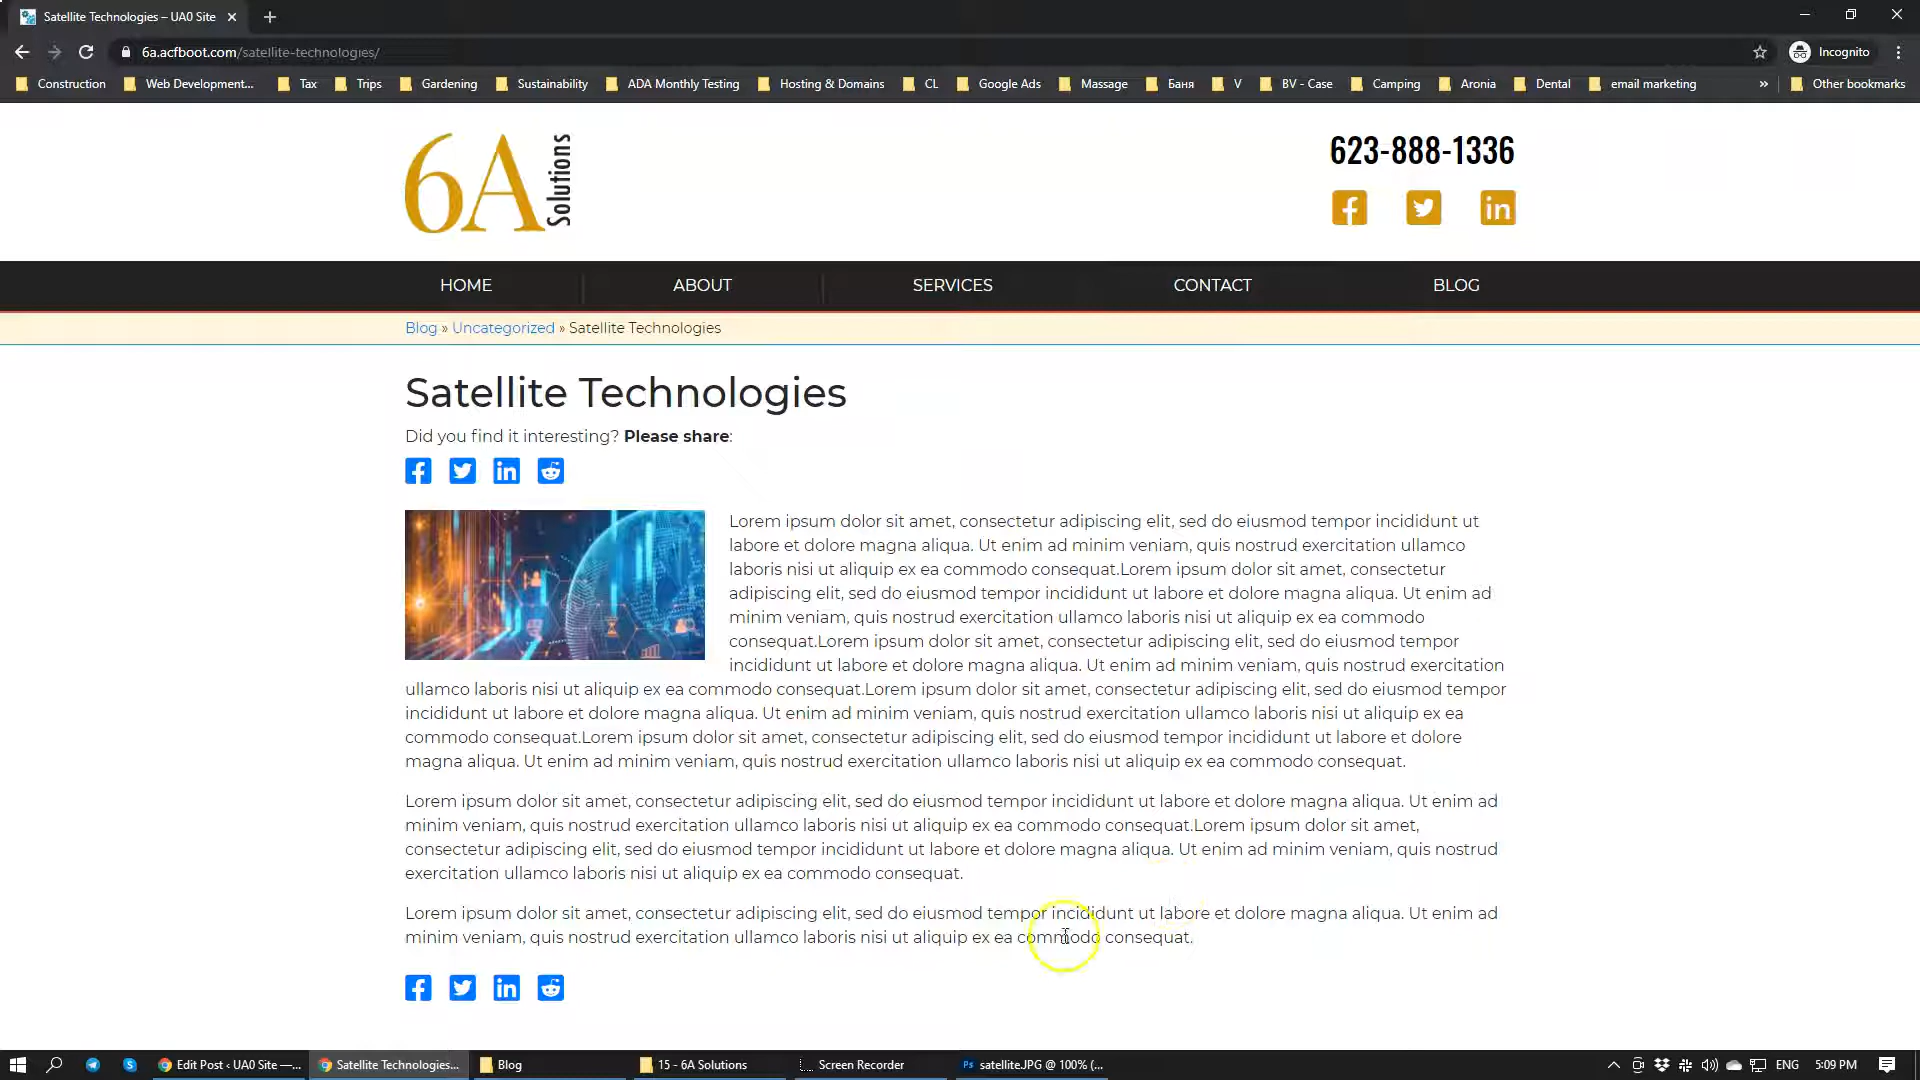 Satellite Technologies – UA0 Site
6a.acfboot.com/satellite-technologies/
Incognito
Construction Web Development... Tax Trips Gardening Sustainability ADA Monthly Testing Hosting & Domains CL Google Ads Massage Баня V BV - Case Camping Aronia Dental email marketing » Other bookmarks
6A Solutions
623-888-1336
HOME ABOUT SERVICES CONTACT BLOG
Blog » Uncategorized » Satellite Technologies
Satellite Technologies
Did you find it interesting? Please share:
Lorem ipsum dolor sit amet, consectetur adipiscing elit, sed do eiusmod tempor incididunt ut
labore et dolore magna aliqua. Ut enim ad minim veniam, quis nostrud exercitation ullamco
laboris nisi ut aliquip ex ea commodo consequat.Lorem ipsum dolor sit amet, consectetur
adipiscing elit, sed do eiusmod tempor incididunt ut labore et dolore magna aliqua. Ut enim ad
minim veniam, quis nostrud exercitation ullamco laboris nisi ut aliquip ex ea commodo
consequat.Lorem ipsum dolor sit amet, consectetur adipiscing elit, sed do eiusmod tempor
incididunt ut labore et dolore magna aliqua. Ut enim ad minim veniam, quis nostrud exercitation
ullamco laboris nisi ut aliquip ex ea commodo consequat.Lorem ipsum dolor sit amet, consectetur adipiscing elit, sed do eiusmod tempor
incididunt ut labore et dolore magna aliqua. Ut enim ad minim veniam, quis nostrud exercitation ullamco laboris nisi ut aliquip ex ea
commodo consequat.Lorem ipsum dolor sit amet, consectetur adipiscing elit, sed do eiusmod tempor incididunt ut labore et dolore
magna aliqua. Ut enim ad minim veniam, quis nostrud exercitation ullamco laboris nisi ut aliquip ex ea commodo consequat.
Lorem ipsum dolor sit amet, consectetur adipiscing elit, sed do eiusmod tempor incididunt ut labore et dolore magna aliqua. Ut enim ad
minim veniam, quis nostrud exercitation ullamco laboris nisi ut aliquip ex ea commodo consequat.Lorem ipsum dolor sit amet,
consectetur adipiscing elit, sed do eiusmod tempor incididunt ut labore et dolore magna aliqua. Ut enim ad minim veniam, quis nostrud
exercitation ullamco laboris nisi ut aliquip ex ea commodo consequat.
Lorem ipsum dolor sit amet, consectetur adipiscing elit, sed do eiusmod tempor incididunt ut labore et dolore magna aliqua. Ut enim ad
minim veniam, quis nostrud exercitation ullamco laboris nisi ut aliquip ex ea commodo consequat.
Edit Post ‹ UA0 Site —... Satellite Technologies... Blog 15 - 6A Solutions Screen Recorder Ps satellite.JPG @ 100% (... ENG 5:09 PM